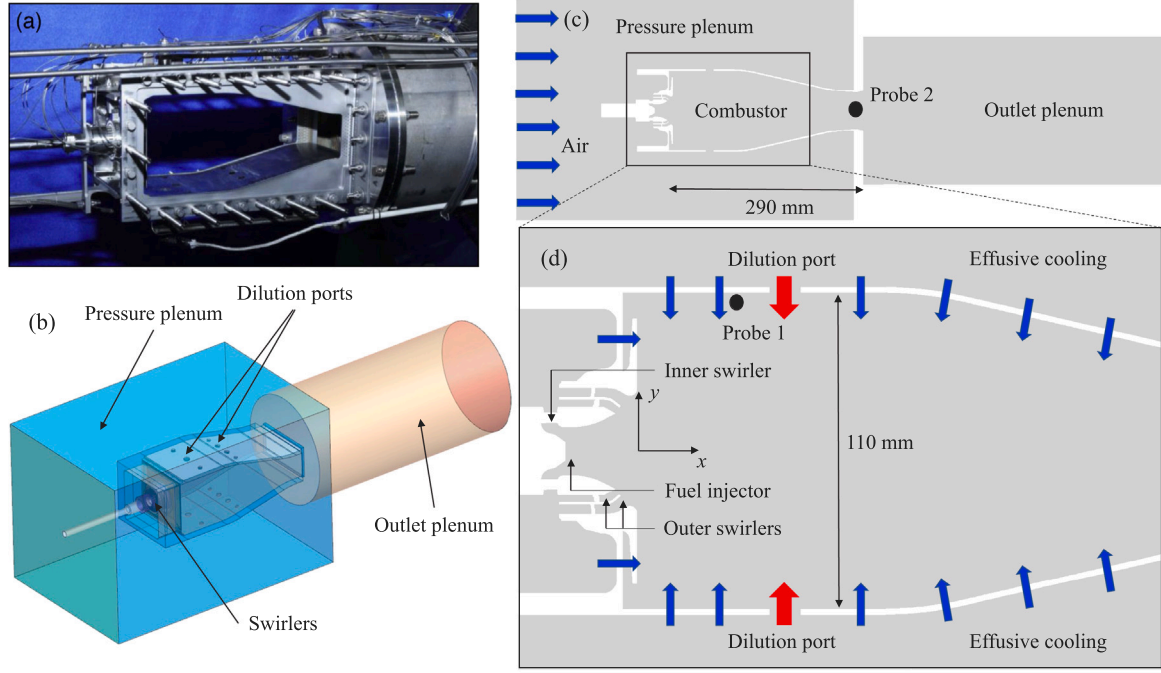 (a)
(b)
Dilution ports
Pressure plenum
Outlet plenum
Swirlers
(c)
Pressure plenum
Probe 2
Combustor
Outlet plenum
Air
290 mm
(d)
Dilution port
Effusive cooling
Probe 1
Inner swirler
y
110 mm
x
Fuel injector
Outer swirlers
Dilution port
Effusive cooling